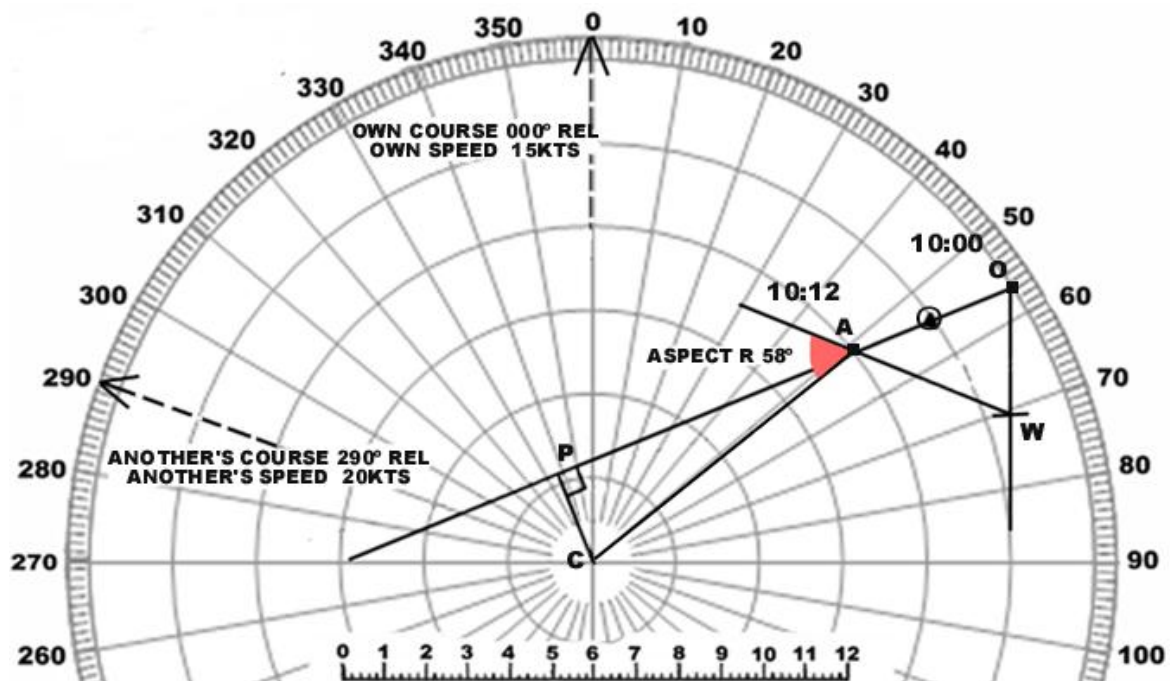 0
350
10
340
20
330
30
OWN COURSE 000º REL
OWN SPEED 15KTS
320
40
310
50
10:00
O
300
60
10:12
A
ASPECT R 58º
290
70
W
ANOTHER'S COURSE 290º REL
ANOTHER'S SPEED 20KTS
P
280
80
270
C
90
260
100
0 1 2 3 4 5 6 7 8 9 10 11 12